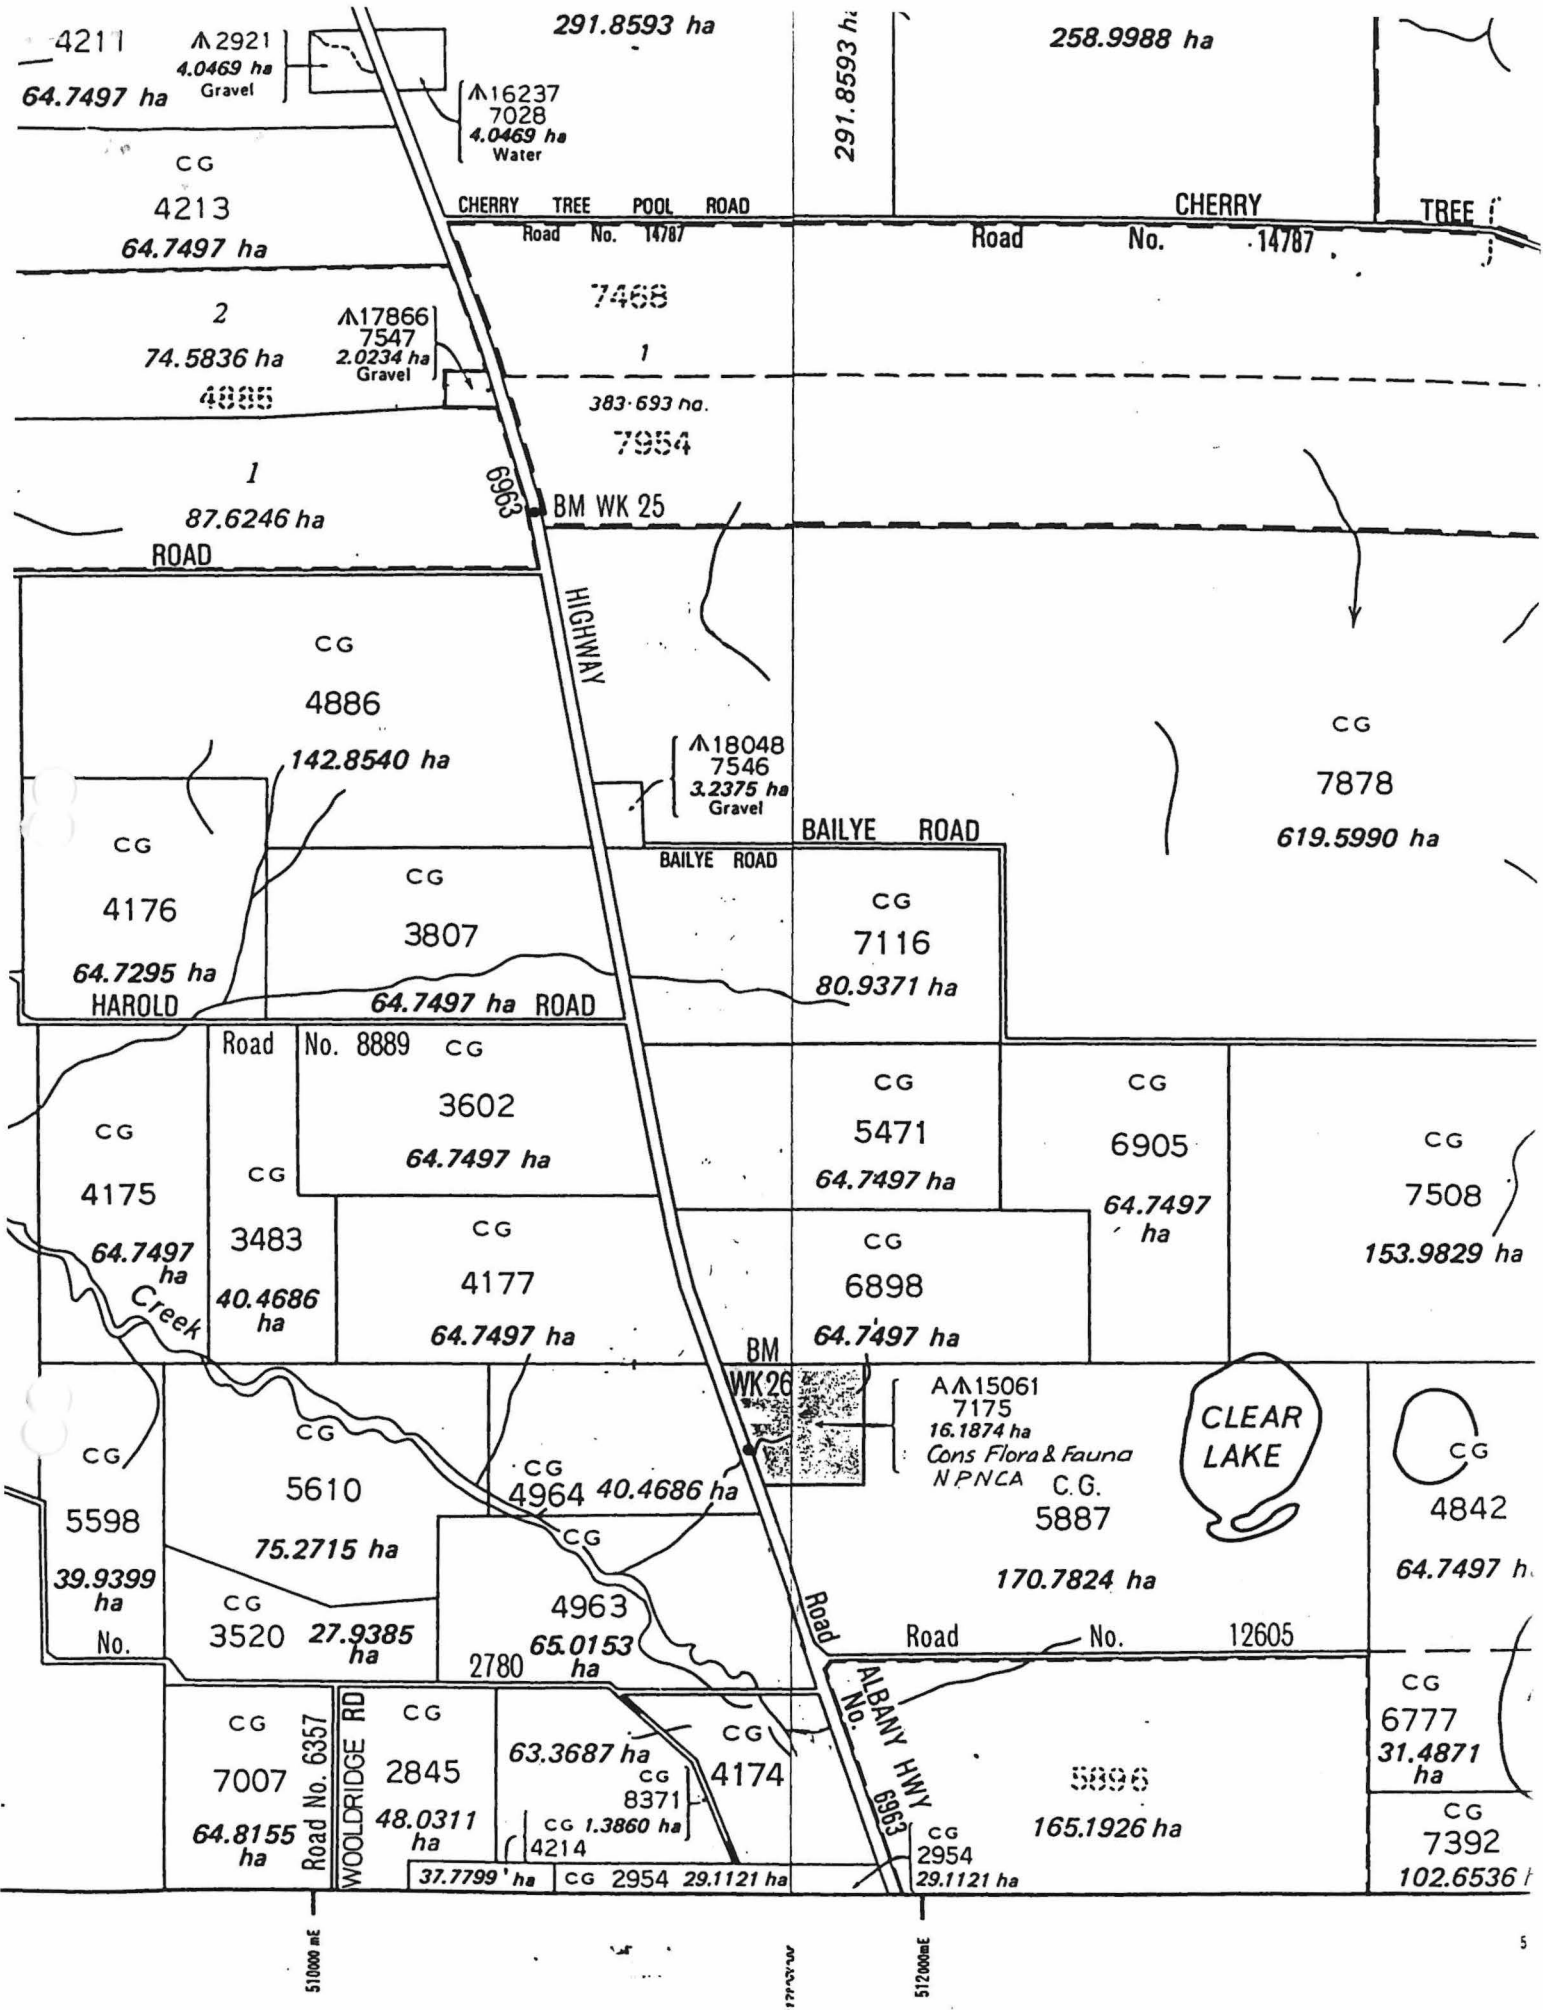 4211
⩚2921
4.0469 ha
Gravel
64.7497 ha
291.8593 ha
291.8593 ha
258.9988 ha
⩚16237
7028
4.0469 ha
Water
CG
4213
64.7497 ha
CHERRY TREE POOL ROAD
Road No. 14787
CHERRY TREE
Road No. 14787
2
74.5836 ha
4885
⩚17866
7547
2.0234 ha
Gravel
7468
1
383.693 ha.
7954
1
87.6246 ha
6963
BM WK 25
ROAD
HIGHWAY
CG
4886
142.8540 ha
⩚18048
7546
3.2375 ha
Gravel
CG
7878
619.5990 ha
BAILYE ROAD
BAILYE ROAD
CG
4176
64.7295 ha
CG
3807
64.7497 ha
CG
7116
80.9371 ha
HAROLD ROAD
Road No. 8889
CG
3602
64.7497 ha
CG
5471
64.7497 ha
CG
6905
64.7497
ha
CG
7508
153.9829 ha
CG
4175
64.7497
ha
CG
3483
40.4686
ha
CG
4177
64.7497 ha
CG
6898
64.7497 ha
Creek
BM
WK 26
A⩚15061
7175
16.1874 ha
Cons Flora & Fauna
NPNCA
CLEAR
LAKE
CG
5598
39.9399
ha
CG
5610
75.2715 ha
CG
4964
40.4686 ha
C.G.
5887
170.7824 ha
CG
4842
64.7497 h
CG
3520
27.9385
ha
CG
4963
65.0153
ha
No.
2780
Road
Road No. 12605
ALBANY HWY
No. 6963
CG
7007
64.8155
ha
Road No. 6357
WOOLDRIDGE RD
CG
2845
48.0311
ha
63.3687 ha
CG
4174
CG
8371
1.3860 ha
CG
4214
37.7799 ha
CG 2954 29.1121 ha
CG
2954
29.1121 ha
5896
165.1926 ha
CG
6777
31.4871
ha
CG
7392
102.6536
510000 mE
512000mE
5